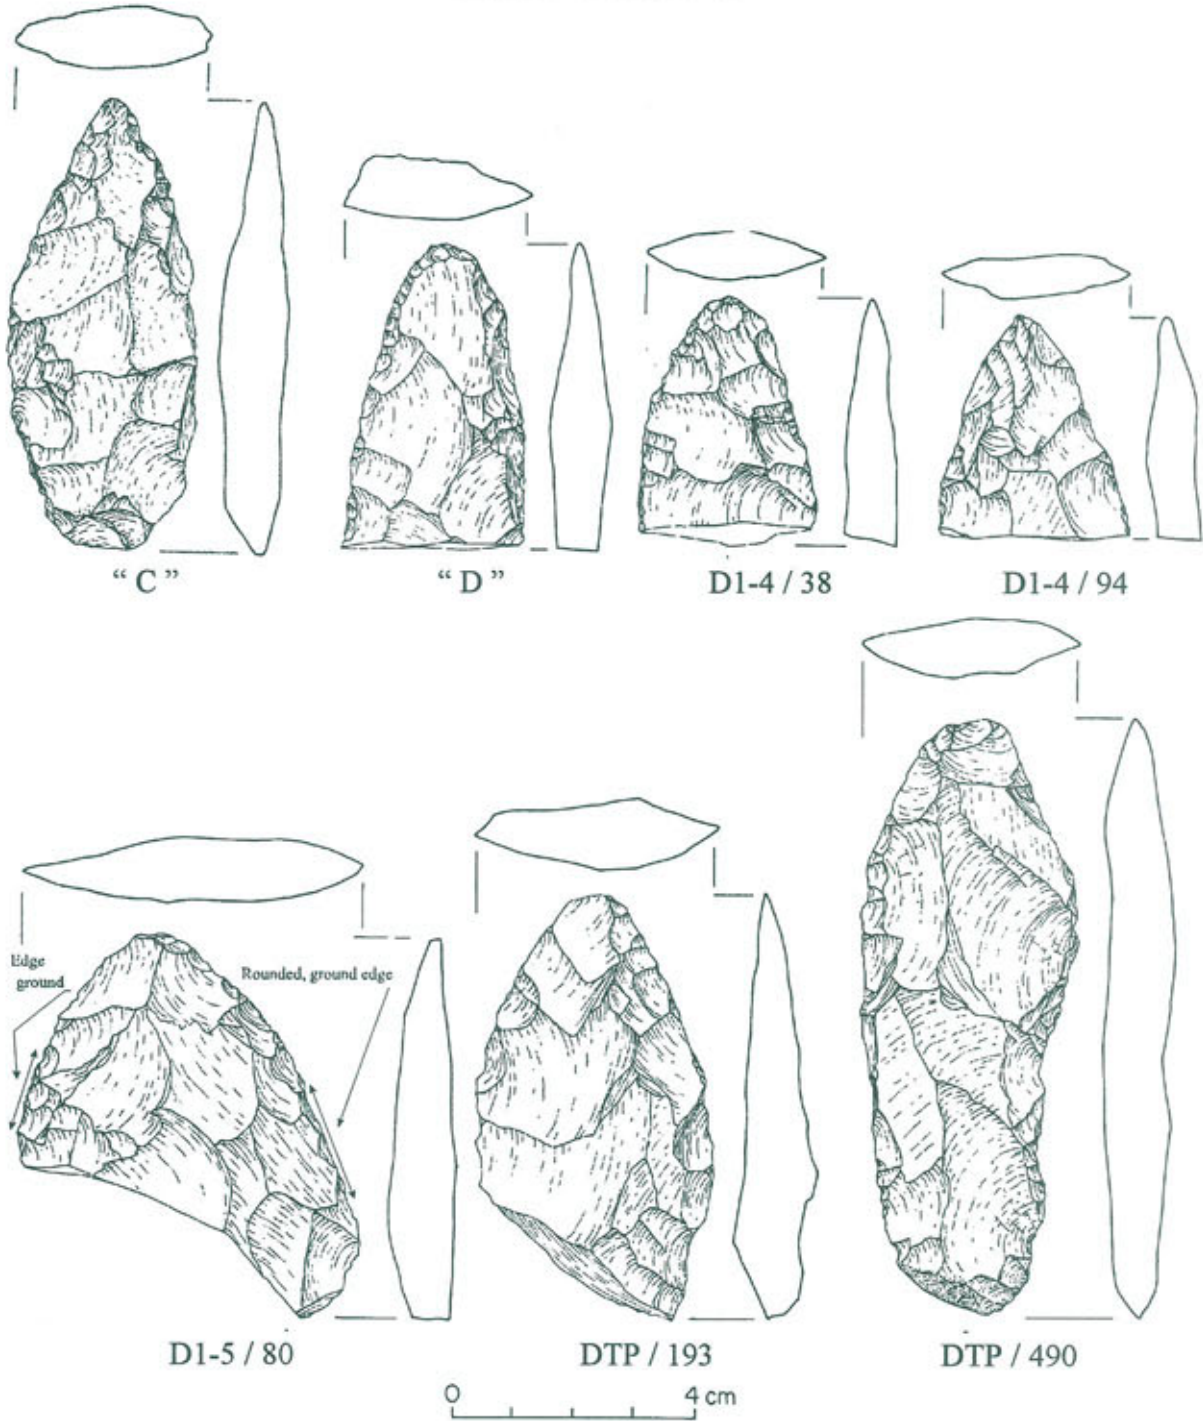 “ C ”
“ D ”
D1-4 / 38
D1-4 / 94
Edge
ground
Rounded, ground edge
D1-5 / 80
DTP / 193
DTP / 490
0 4 cm